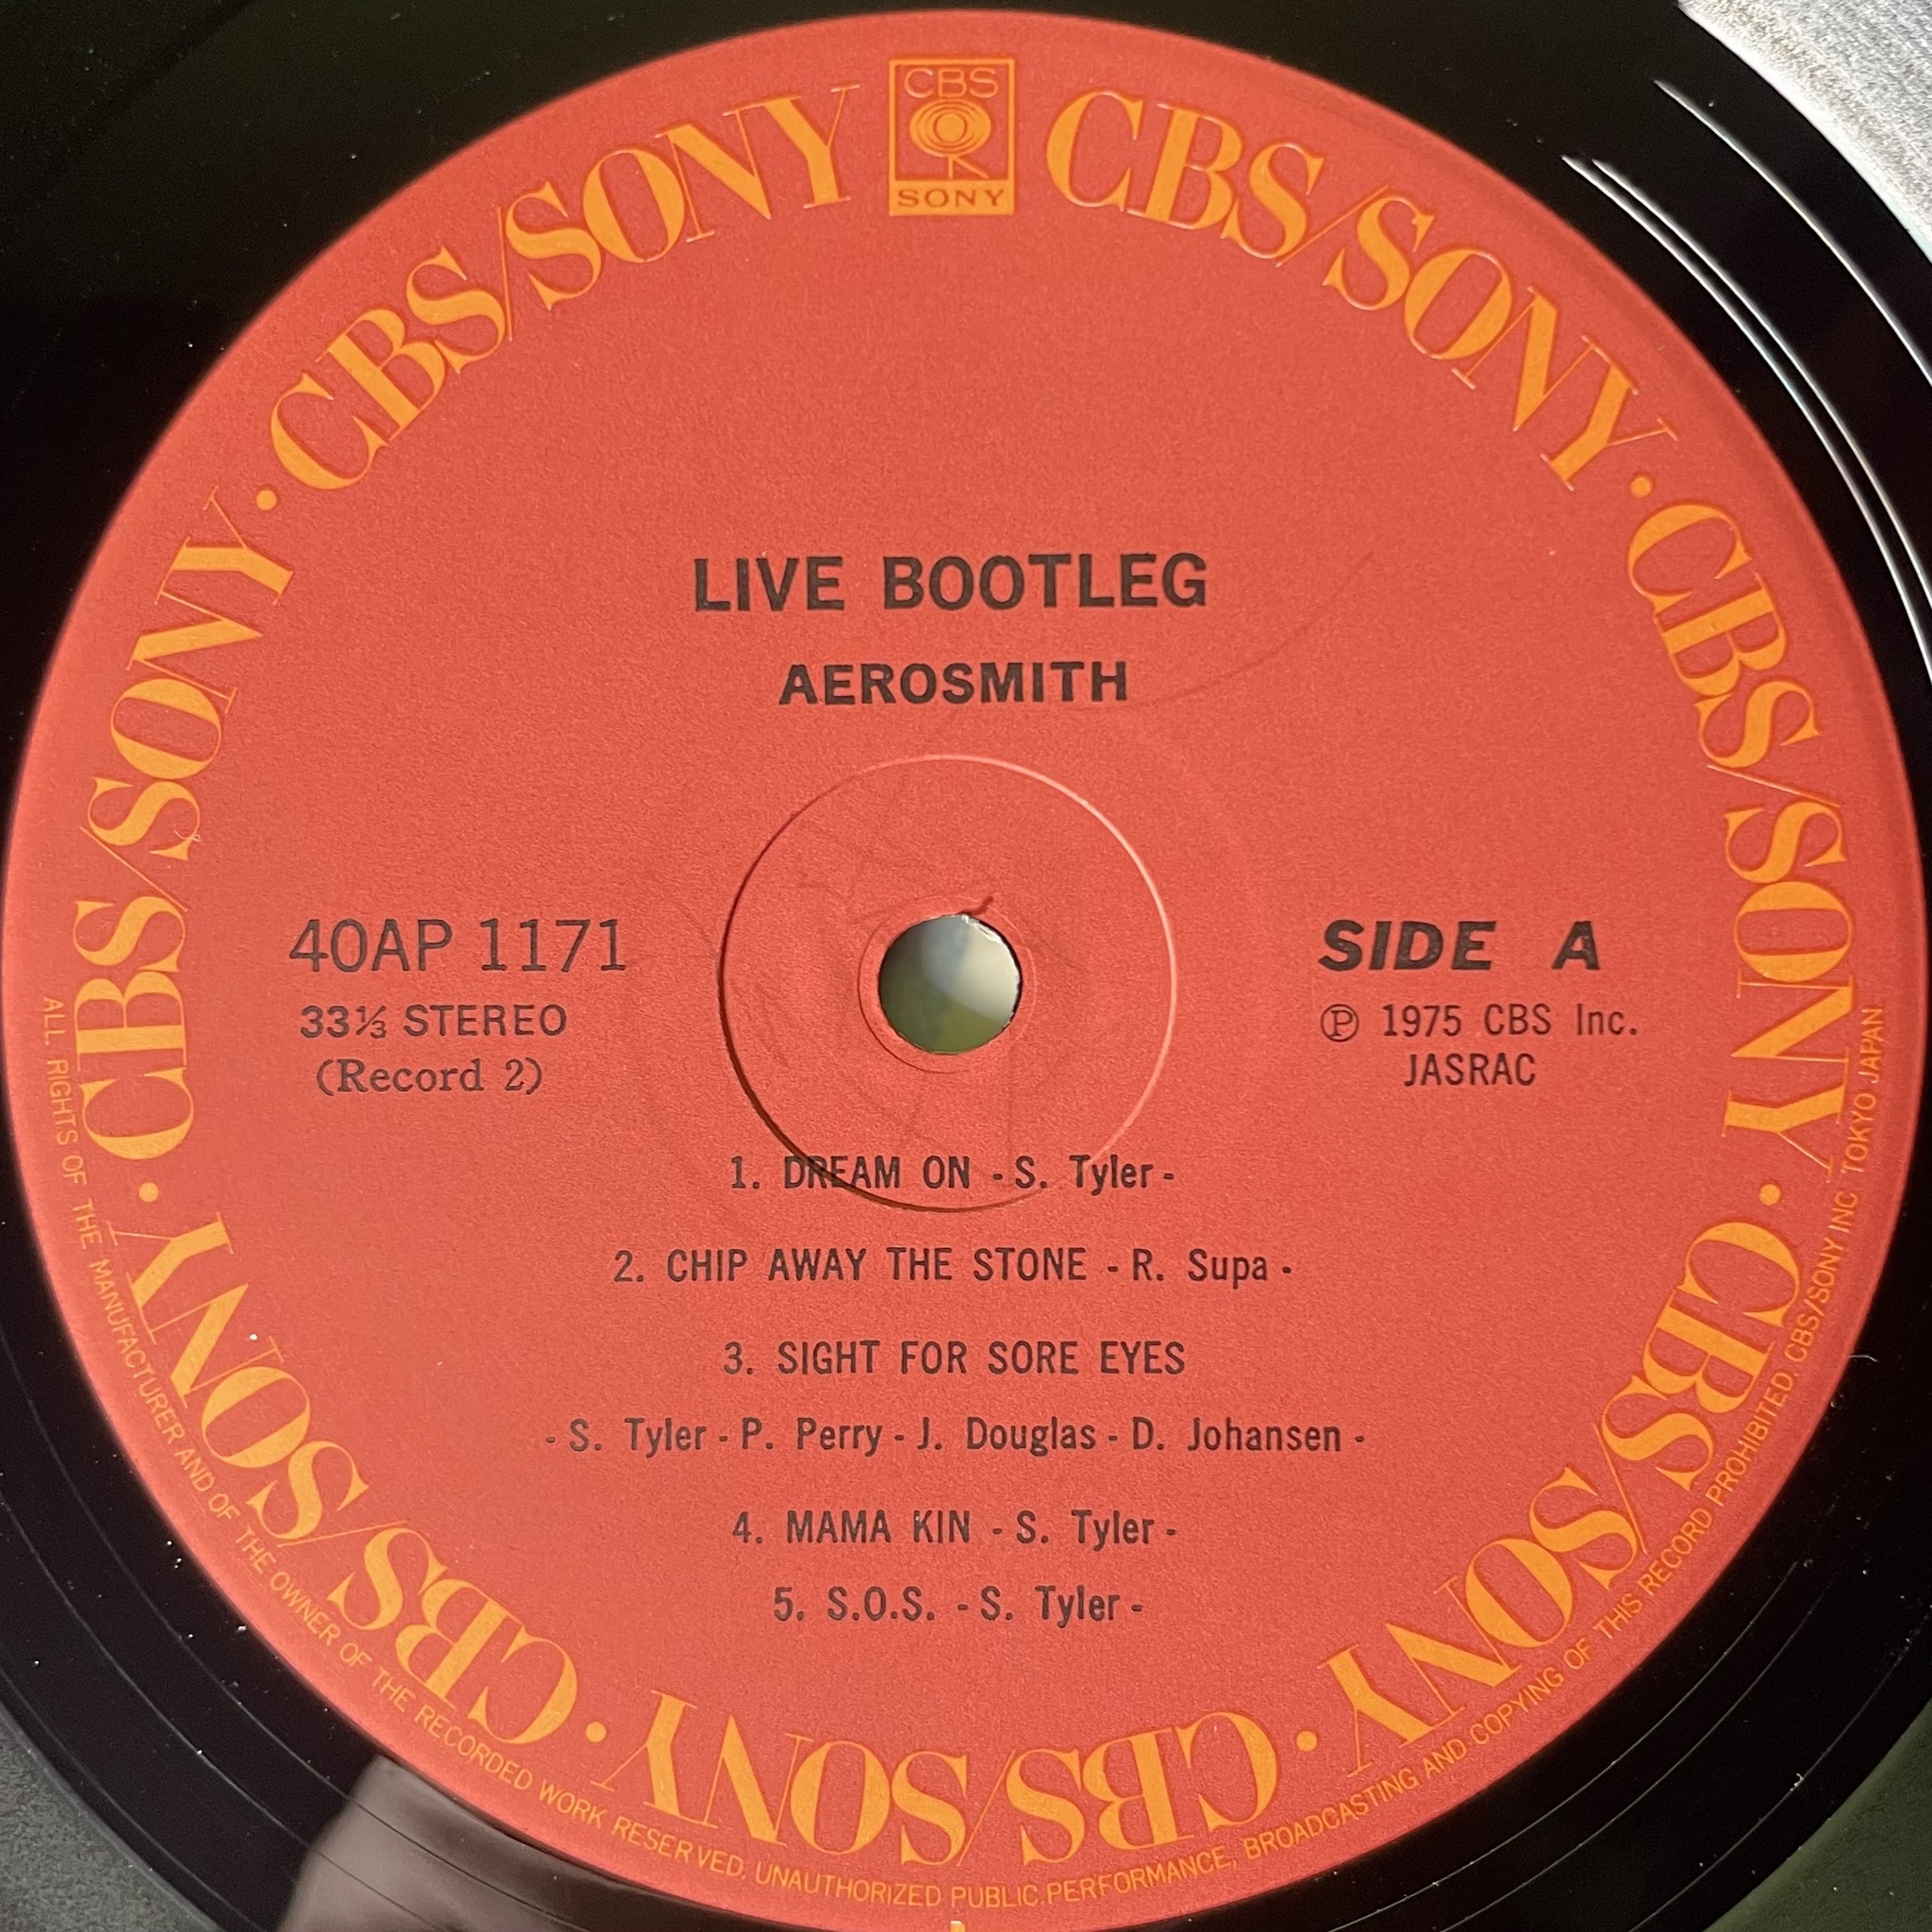 CBS
SONY
CBS/SONY · CBS/SONY · CBS/SONY · CBS/SONY · CBS/SONY · CBS/SONY · CBS/SONY · CBS/SONY
LIVE BOOTLEG
AEROSMITH
40AP 1171
33⅓ STEREO
(Record 2)
SIDE A
Ⓟ 1975 CBS Inc.
JASRAC
1. DREAM ON - S. Tyler -
2. CHIP AWAY THE STONE - R. Supa -
3. SIGHT FOR SORE EYES
- S. Tyler - P. Perry - J. Douglas - D. Johansen -
4. MAMA KIN - S. Tyler -
5. S.O.S. - S. Tyler -
ALL RIGHTS OF THE MANUFACTURER AND OF THE OWNER OF THE RECORDED WORK RESERVED. UNAUTHORIZED PUBLIC PERFORMANCE, BROADCASTING AND COPYING OF THIS RECORD PROHIBITED. CBS/SONY INC. TOKYO JAPAN.